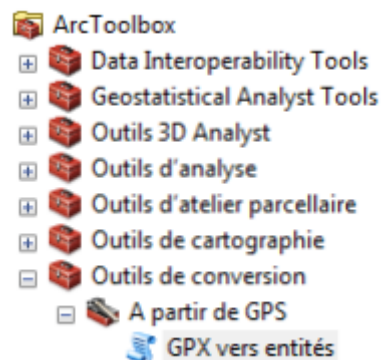 ArcToolbox
Data Interoperability Tools
Geostatistical Analyst Tools
Outils 3D Analyst
Outils d'analyse
Outils d'atelier parcellaire
Outils de cartographie
Outils de conversion
A partir de GPS
GPX vers entités